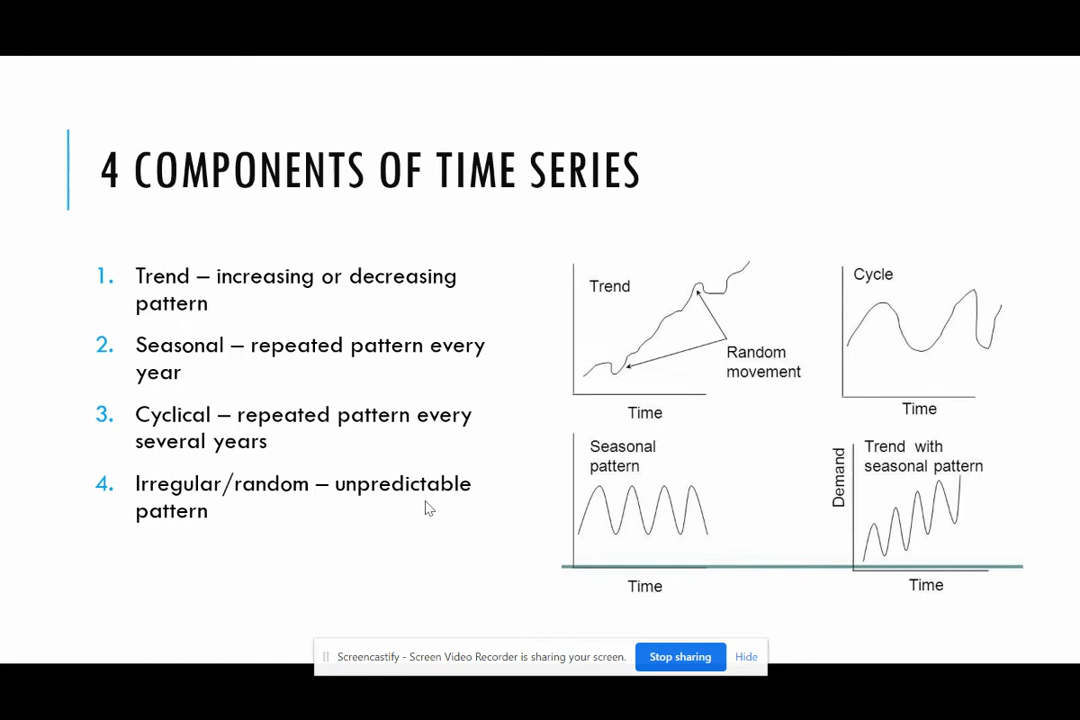 4 COMPONENTS OF TIME SERIES
1. Trend – increasing or decreasing
pattern
2. Seasonal – repeated pattern every
year
3. Cyclical – repeated pattern every
several years
4. Irregular/random – unpredictable
pattern
Trend
Random
movement
Time
Cycle
Time
Seasonal
pattern
Time
Demand
Trend with
seasonal pattern
Time
Screencastify - Screen Video Recorder is sharing your screen.
Stop sharing
Hide